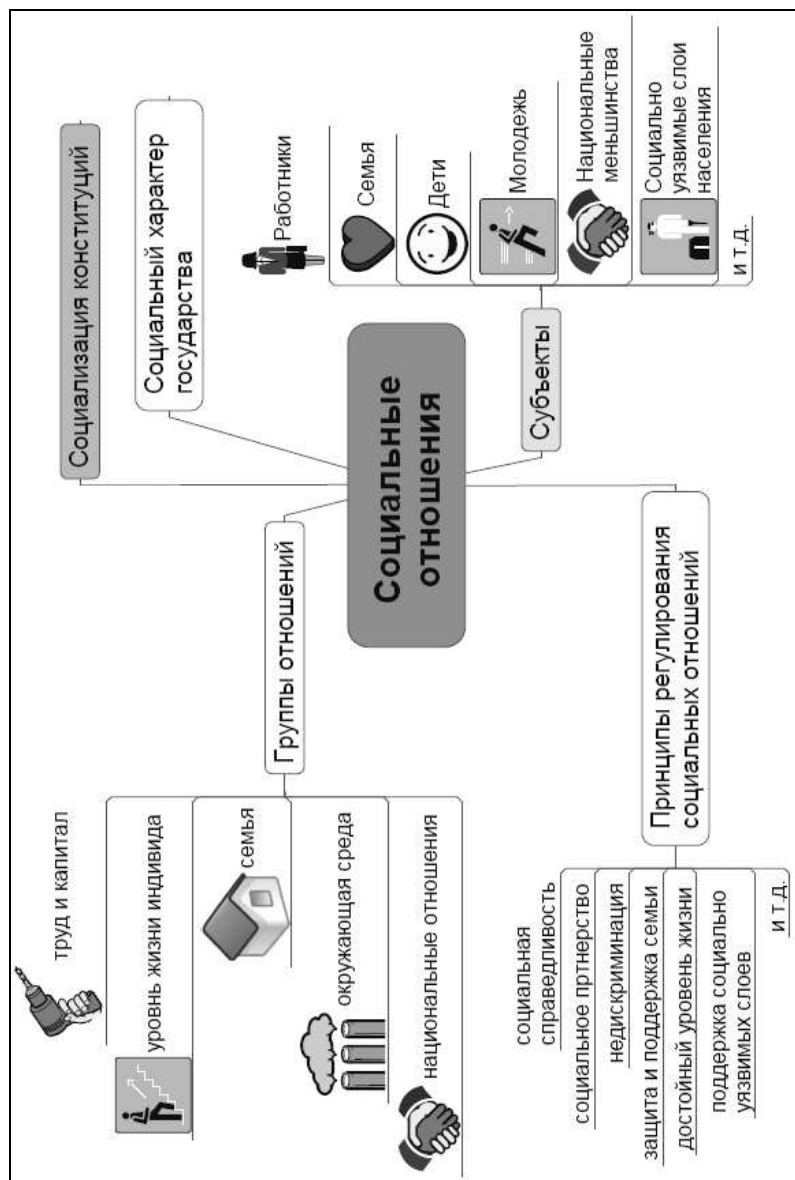 Социальные
отношения
Социализация конституций
Социальный характер
государства
Субъекты
Работники
Семья
Дети
Молодежь
Национальные
меньшинства
Социально
уязвимые слои
населения
и т.д.
Принципы регулирования
социальных отношений
социальная
справедливость
социальное пртнерство
недискриминация
защита и поддержка семьи
достойный уровень жизни
поддержка социально
уязвимых слоев
и т.д.
Группы отношений
труд и капитал
уровнь жизни индивида
семья
окружающая среда
национальные отношения